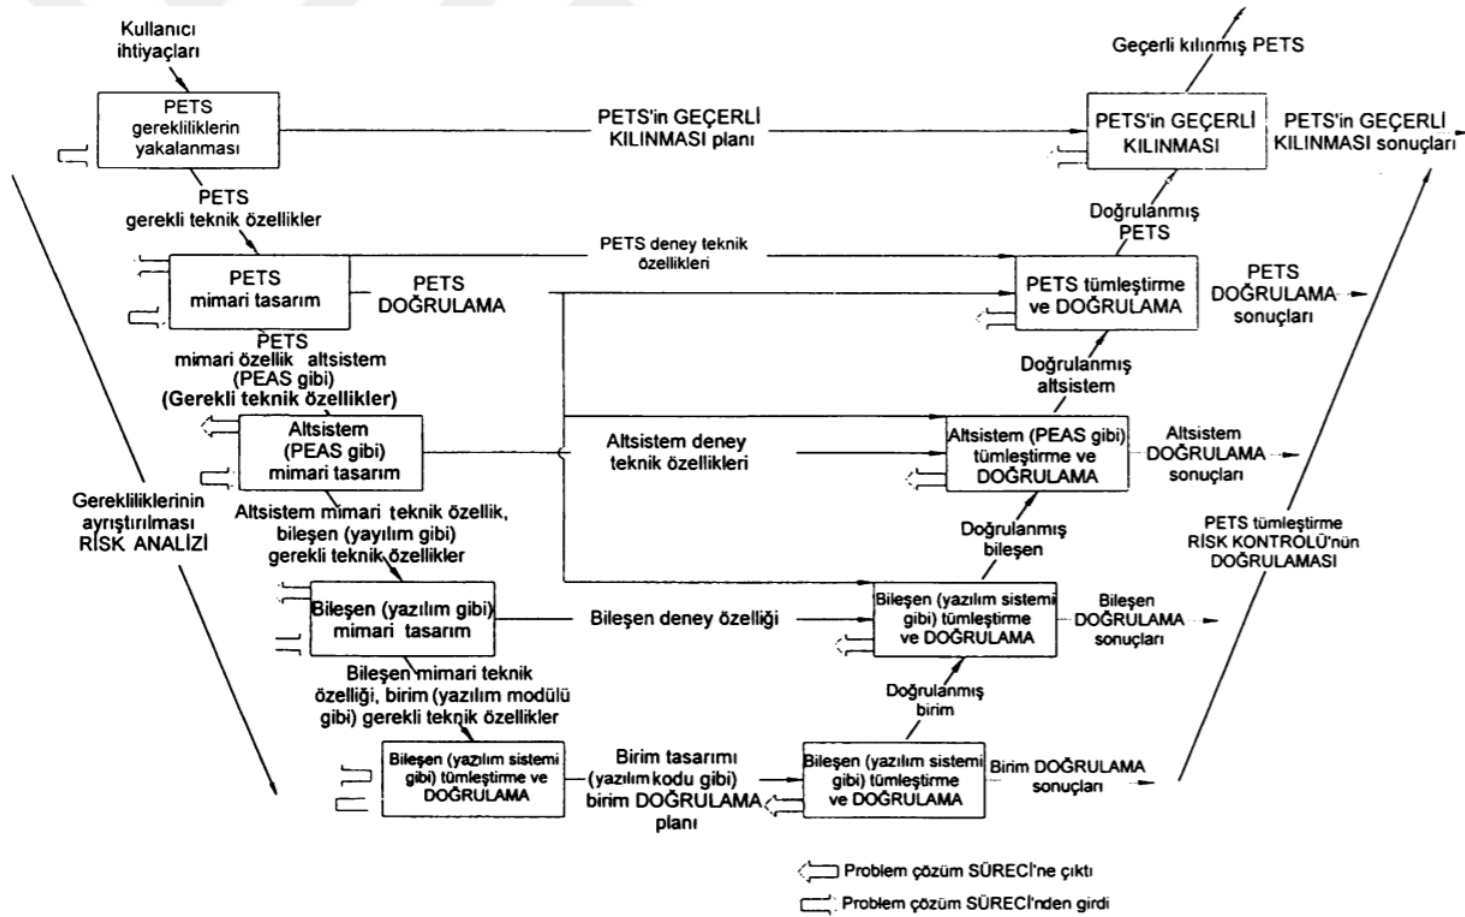 Kullanıcı
ihtiyaçları
Geçerli kılınmış PETS
PETS
gerekliliklerin
yakalanması
PETS'in GEÇERLİ
KILINMASI planı
PETS'in GEÇERLİ
KILINMASI
PETS'in GEÇERLİ
KILINMASI sonuçları
PETS
gerekli teknik özellikler
Doğrulanmış
PETS
PETS deney teknik
özellikleri
PETS
mimari tasarım
PETS
DOĞRULAMA
PETS tümleştirme
ve DOĞRULAMA
PETS
DOĞRULAMA
sonuçları
PETS
mimari özellik altsistem
(PEAS gibi)
(Gerekli teknik özellikler)
Doğrulanmış
altsistem
Altsistem
(PEAS gibi)
mimari tasarım
Altsistem deney
teknik özellikleri
Altsistem (PEAS gibi)
tümleştirme ve
DOĞRULAMA
Altsistem
DOĞRULAMA
sonuçları
Gerekliliklerinin
ayrıştırılması
RİSK ANALİZİ
Altsistem mimari teknik özellik,
bileşen (yayılım gibi)
gerekli teknik özellikler
Doğrulanmış
bileşen
PETS tümleştirme
RİSK KONTROLÜ'nün
DOĞRULAMASI
Bileşen (yazılım gibi)
mimari tasarım
Bileşen deney özelliği
Bileşen (yazılım sistemi
gibi) tümleştirme
ve DOĞRULAMA
Bileşen
DOĞRULAMA
sonuçları
Bileşen mimari teknik
özelliği, birim (yazılım modülü
gibi) gerekli teknik özellikler
Doğrulanmış
birim
Bileşen (yazılım sistemi
gibi) tümleştirme ve
DOĞRULAMA
Birim tasarımı
(yazılım kodu gibi)
birim DOĞRULAMA
planı
Bileşen (yazılım sistemi
gibi) tümleştirme
ve DOĞRULAMA
Birim DOĞRULAMA
sonuçları
Problem çözüm SÜRECİ'ne çıktı
Problem çözüm SÜRECİ'nden girdi